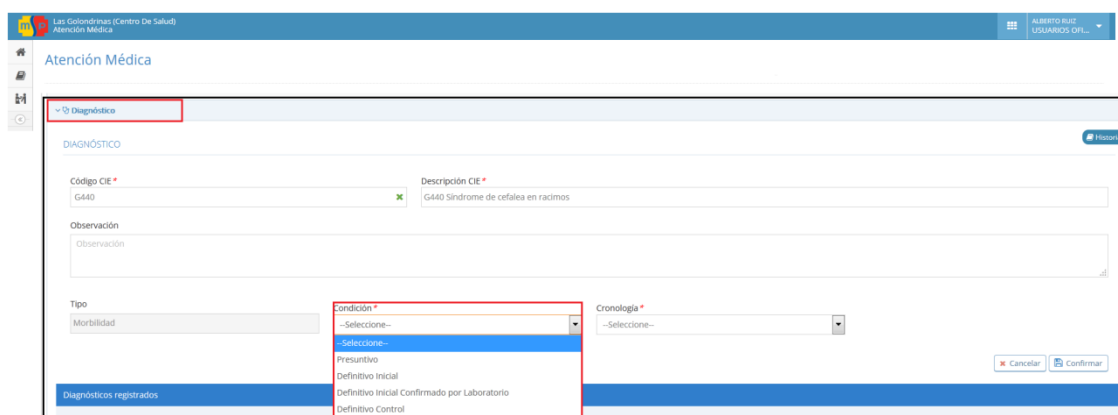 Las Golondrinas (Centro De Salud)
Atención Médica
ALBERTO RUIZ
USUARIOS OFI...
Atención Médica
Diagnóstico
Histori
DIAGNÓSTICO
Código CIE *
Descripción CIE *
G440
G440 Síndrome de cefalea en racimos
Observación
Observación
Tipo
Condición *
Cronología *
Morbilidad
--Seleccione--
--Seleccione--
--Seleccione--
Presuntivo
Definitivo Inicial
Definitivo Inicial Confirmado por Laboratorio
Definitivo Control
Cancelar
Confirmar
Diagnósticos registrados